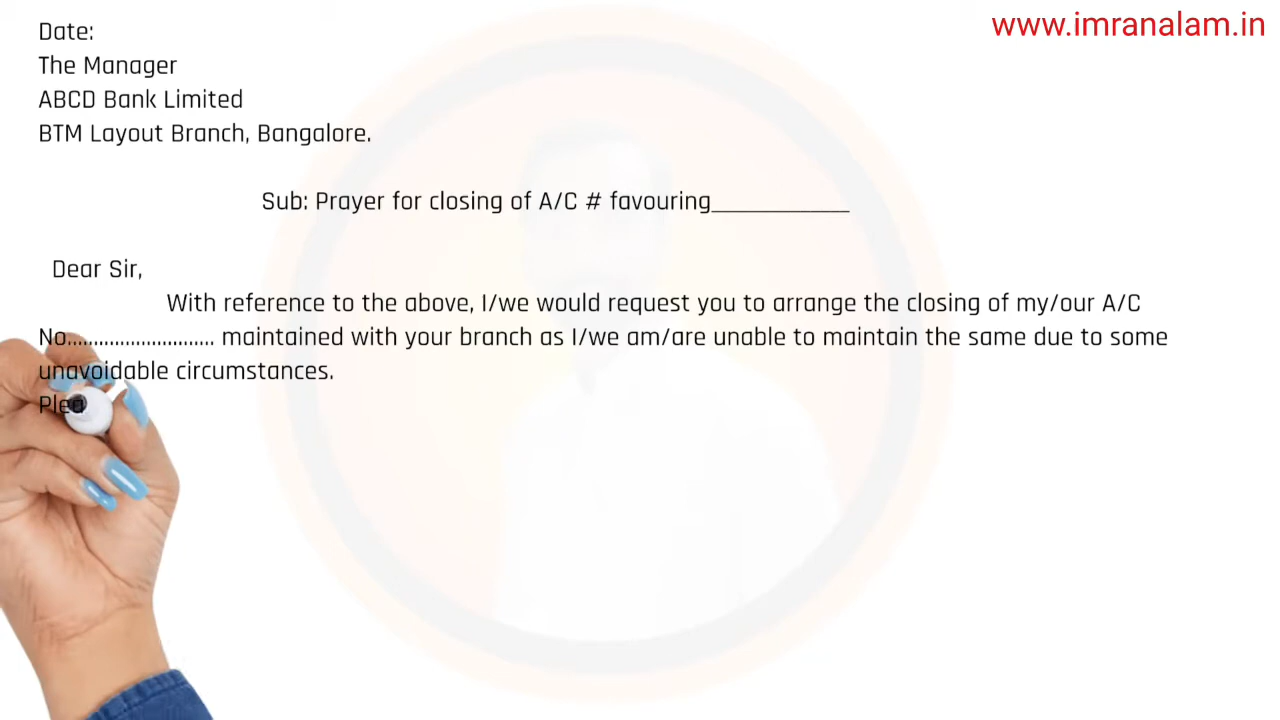 www.imranalam.in
Date:
The Manager
ABCD Bank Limited
BTM Layout Branch, Bangalore.
Sub: Prayer for closing of A/C # favouring___________
Dear Sir,
With reference to the above, I/we would request you to arrange the closing of my/our A/C
No............................ maintained with your branch as I/we am/are unable to maintain the same due to some
unavoidable circumstances.
Plea